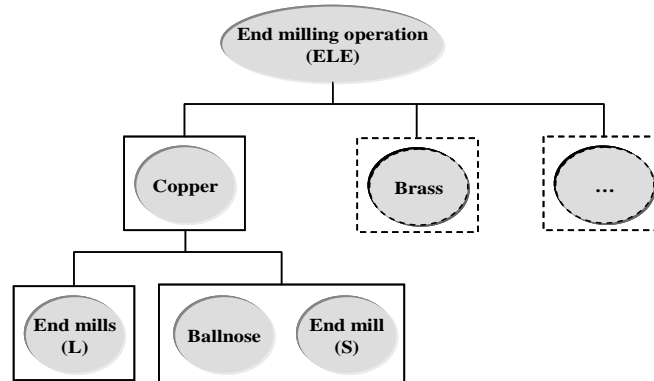 End milling operation
(ELE)
Copper
Brass
...
End mills
(L)
Ballnose
End mill
(S)